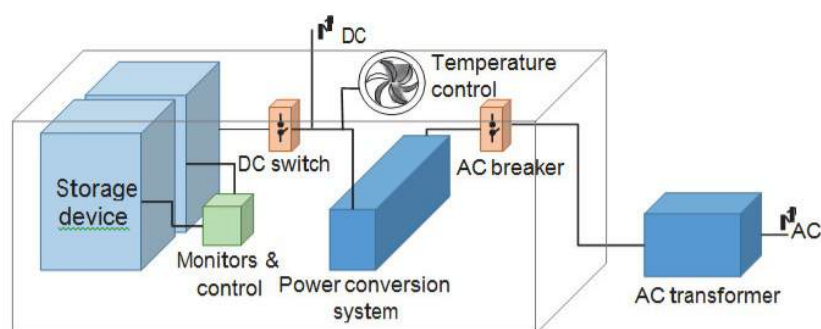 DC
Temperature
control
DC switch
AC breaker
Storage
device
Monitors &
control
Power conversion
system
AC
AC transformer